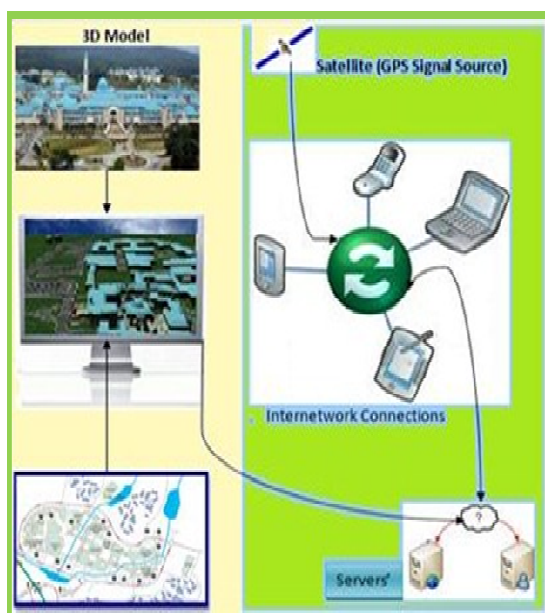 3D Model
Satellite (GPS Signal Source)
. Internetwork Connections
?
Servers'